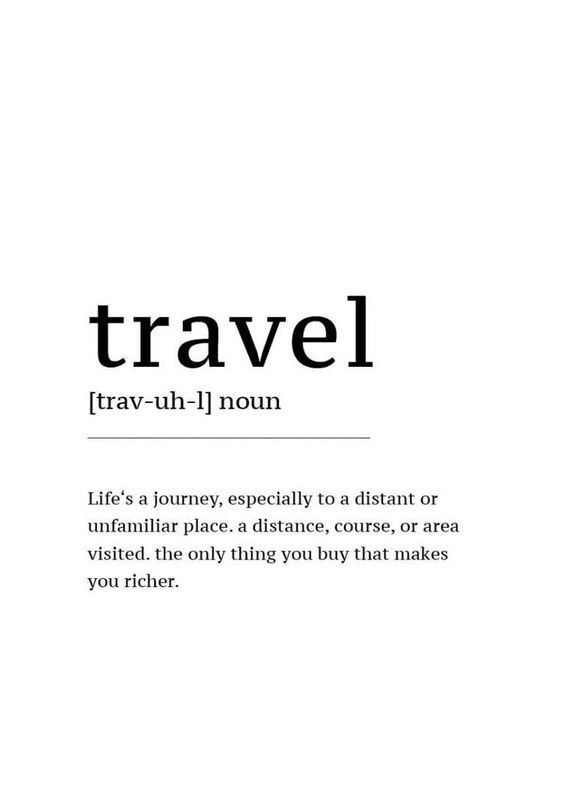 travel
[trav-uh-l] noun
Life‘s a journey, especially to a distant or
unfamiliar place. a distance, course, or area
visited. the only thing you buy that makes
you richer.